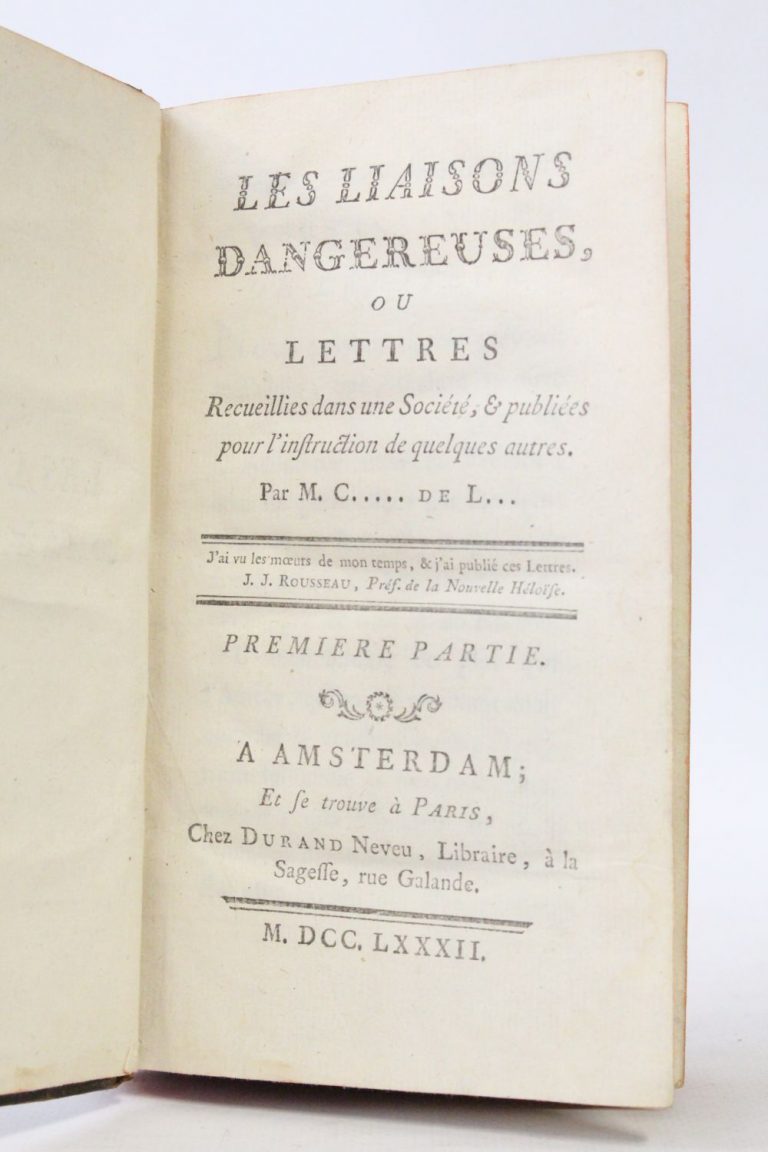 LES LIAISONS
DANGEREUSES,
OU
LETTRES
Recueillies dans une Société, & publiées
pour l'inſtruction de quelques autres.
Par M. C..... DE L...
J'ai vu les mœurs de mon temps, & j'ai publié ces Lettres.
J. J. ROUSSEAU, Préf. de la Nouvelle Héloïſe.
PREMIERE PARTIE.
A AMSTERDAM;
Et ſe trouve à PARIS,
Chez DURAND Neveu, Libraire, à la
Sageſſe, rue Galande.
M. DCC. LXXXII.